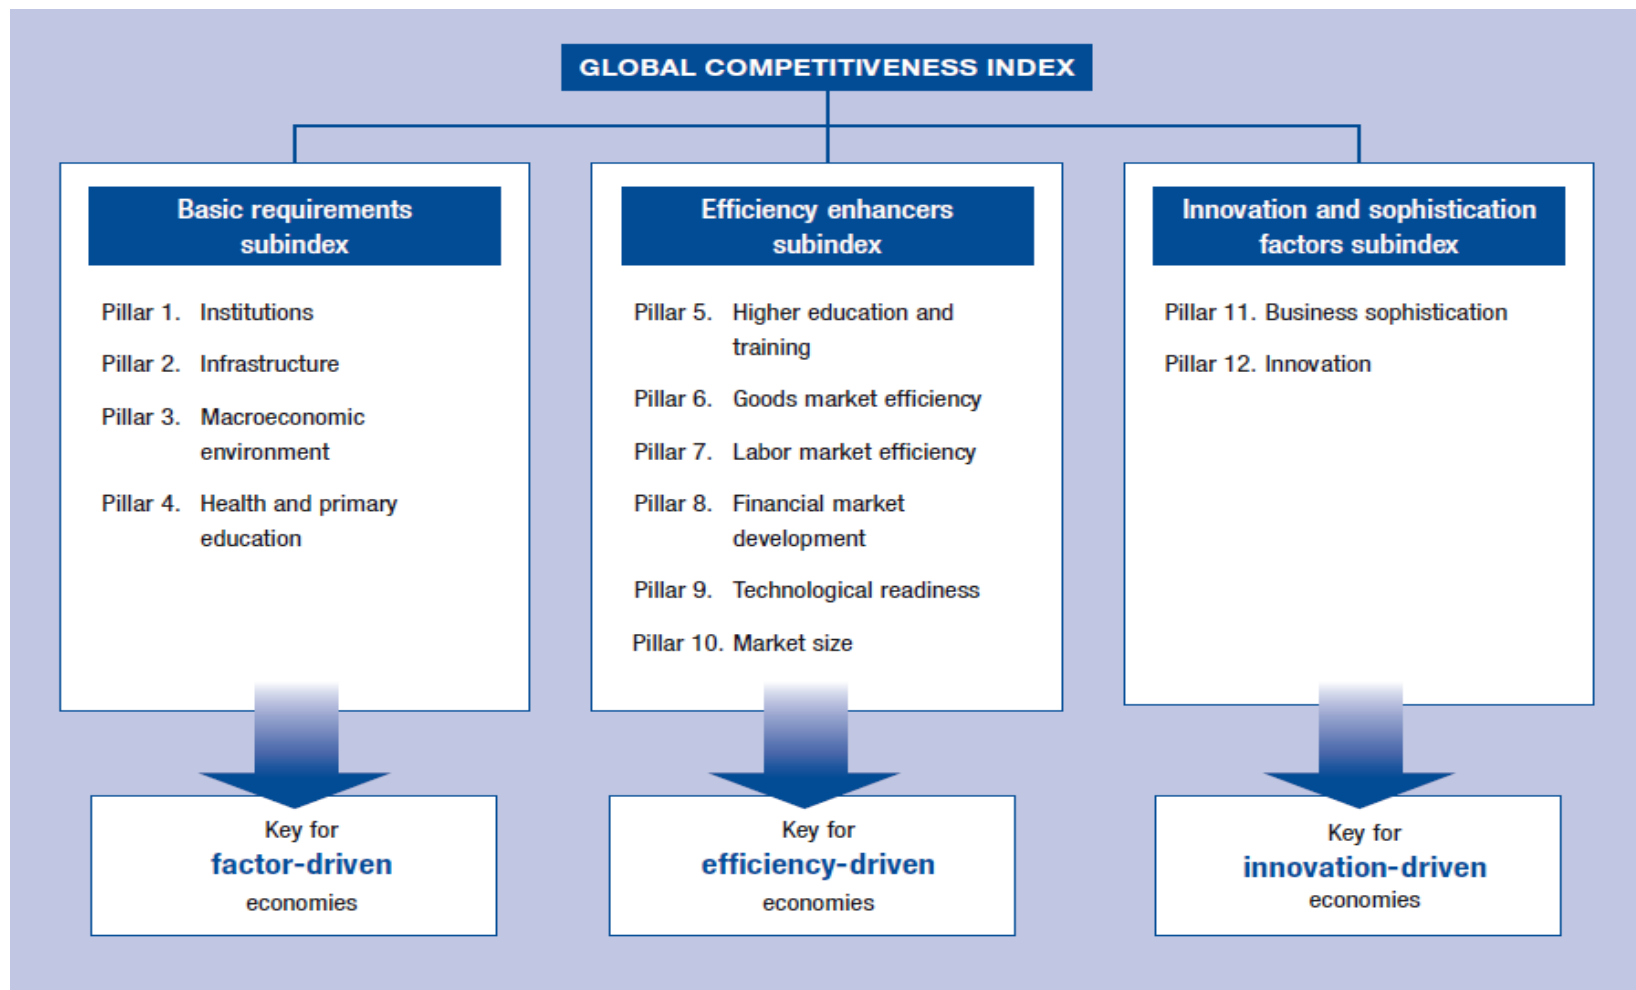 GLOBAL COMPETITIVENESS INDEX
Basic requirements
subindex
Pillar 1. Institutions
Pillar 2. Infrastructure
Pillar 3. Macroeconomic
environment
Pillar 4. Health and primary
education
Key for
factor-driven
economies
Efficiency enhancers
subindex
Pillar 5. Higher education and
training
Pillar 6. Goods market efficiency
Pillar 7. Labor market efficiency
Pillar 8. Financial market
development
Pillar 9. Technological readiness
Pillar 10. Market size
Key for
efficiency-driven
economies
Innovation and sophistication
factors subindex
Pillar 11. Business sophistication
Pillar 12. Innovation
Key for
innovation-driven
economies